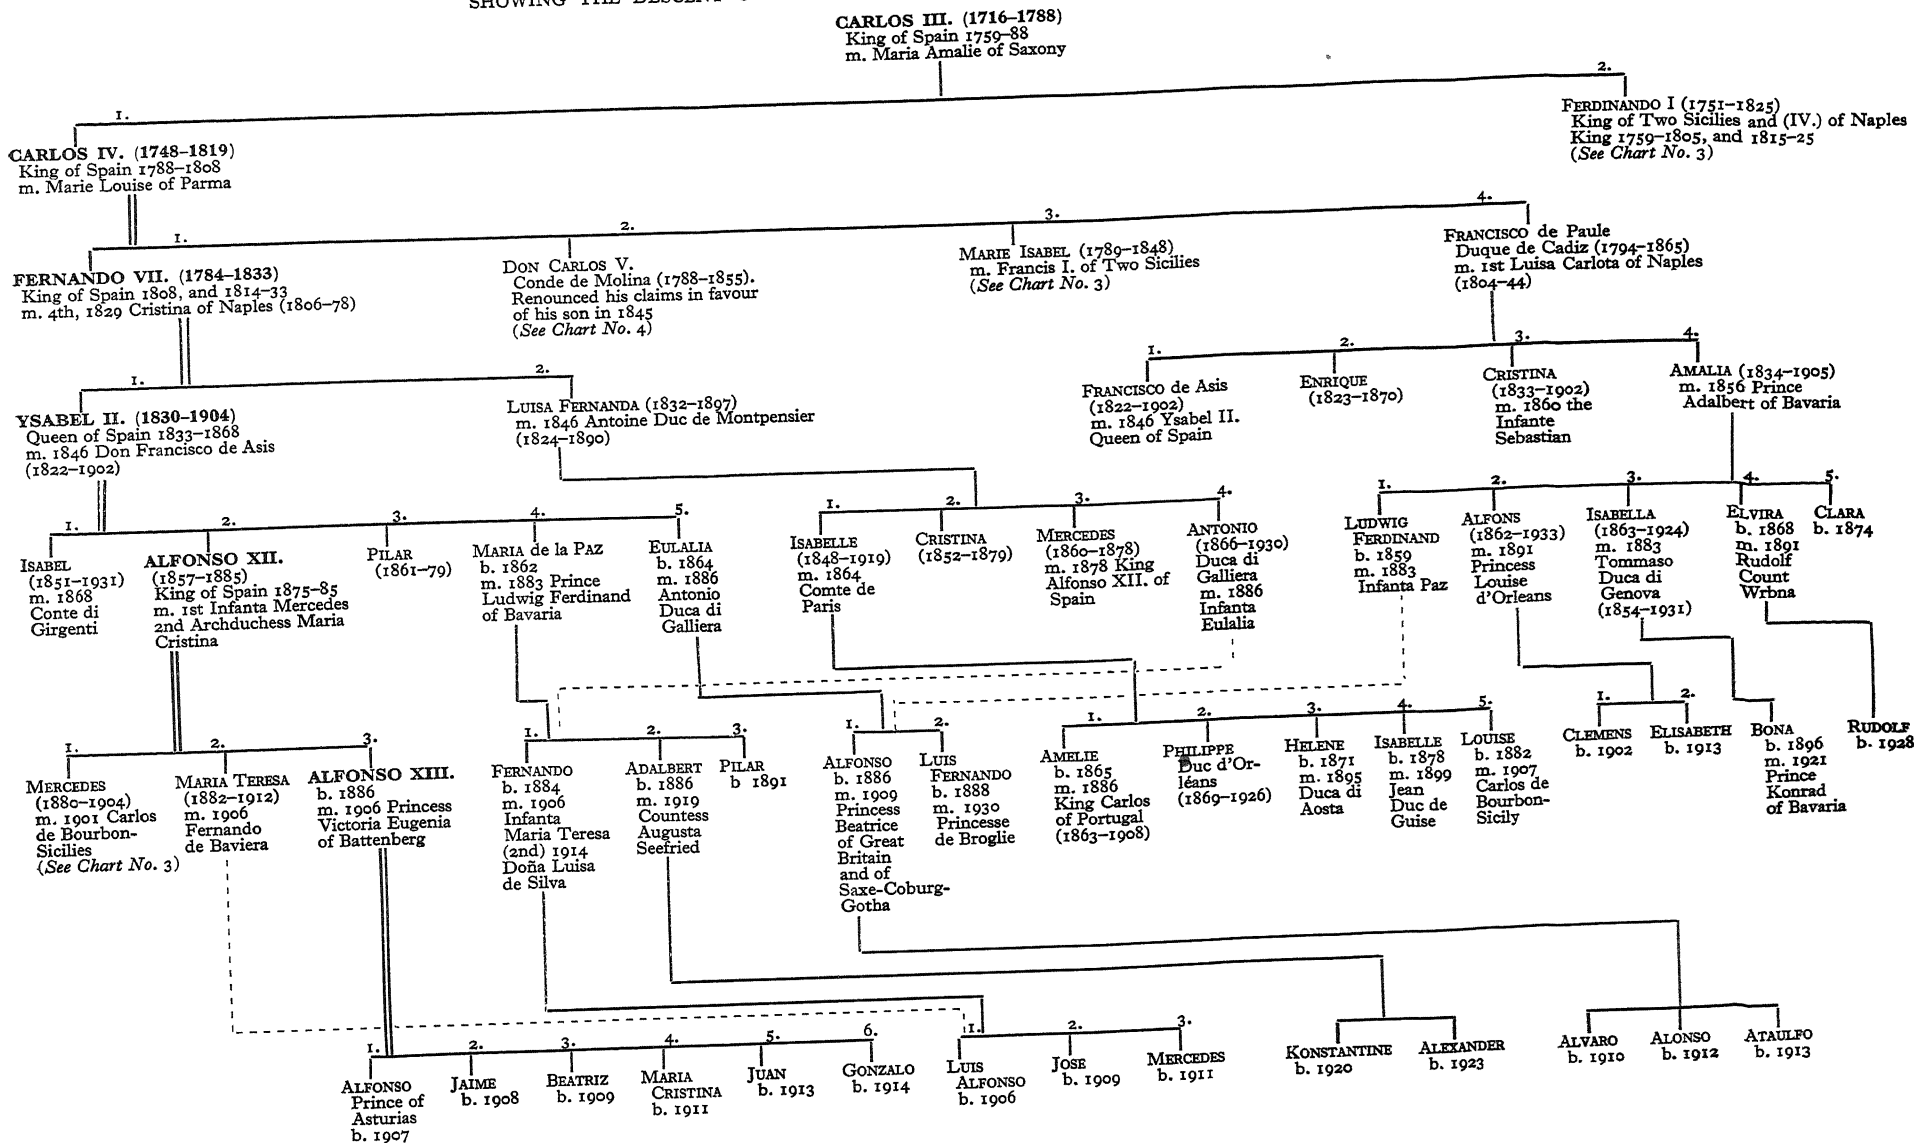 SHOWING THE DESCENT
CARLOS III. (1716–1788)
King of Spain 1759–88
m. Maria Amalie of Saxony
1.
2.
CARLOS IV. (1748–1819)
King of Spain 1788–1808
m. Marie Louise of Parma
FERDINANDO I (1751–1825)
King of Two Sicilies and (IV.) of Naples
King 1759–1805, and 1815–25
(See Chart No. 3)
1.
2.
3.
4.
FERNANDO VII. (1784–1833)
King of Spain 1808, and 1814–33
m. 4th, 1829 Cristina of Naples (1806–78)
DON CARLOS V.
Conde de Molina (1788–1855).
Renounced his claims in favour
of his son in 1845
(See Chart No. 4)
MARIE ISABEL (1789–1848)
m. Francis I. of Two Sicilies
(See Chart No. 3)
FRANCISCO de Paule
Duque de Cadiz (1794–1865)
m. 1st Luisa Carlota of Naples
(1804–44)
1.
2.
YSABEL II. (1830–1904)
Queen of Spain 1833–1868
m. 1846 Don Francisco de Asis
(1822–1902)
LUISA FERNANDA (1832–1897)
m. 1846 Antoine Duc de Montpensier
(1824–1890)
1.
2.
3.
4.
FRANCISCO de Asis
(1822–1902)
m. 1846 Ysabel II.
Queen of Spain
ENRIQUE
(1823–1870)
CRISTINA
(1833–1902)
m. 1860 the
Infante
Sebastian
AMALIA (1834–1905)
m. 1856 Prince
Adalbert of Bavaria
1.
2.
3.
4.
5.
ISABEL
(1851–1931)
m. 1868
Conte di
Girgenti
ALFONSO XII.
(1857–1885)
King of Spain 1875–85
m. 1st Infanta Mercedes
2nd Archduchess Maria
Cristina
PILAR
(1861–79)
MARIA de la PAZ
b. 1862
m. 1883 Prince
Ludwig Ferdinand
of Bavaria
EULALIA
b. 1864
m. 1886
Antonio
Duca di
Galliera
1.
2.
3.
4.
ISABELLE
(1848–1919)
m. 1864
Comte de
Paris
CRISTINA
(1852–1879)
MERCEDES
(1860–1878)
m. 1878 King
Alfonso XII. of
Spain
ANTONIO
(1866–1930)
Duca di
Galliera
m. 1886
Infanta
Eulalia
1.
2.
3.
4.
5.
LUDWIG
FERDINAND
b. 1859
m. 1883
Infanta Paz
ALFONS
(1862–1933)
m. 1891
Princess
Louise
d'Orleans
ISABELLA
(1863–1924)
m. 1883
Tommaso
Duca di
Genova
(1854–1931)
ELVIRA
b. 1868
m. 1891
Rudolf
Count
Wrbna
CLARA
b. 1874
1.
2.
3.
MERCEDES
(1880–1904)
m. 1901 Carlos
de Bourbon-
Sicilies
(See Chart No. 3)
MARIA TERESA
(1882–1912)
m. 1906
Fernando
de Baviera
ALFONSO XIII.
b. 1886
m. 1906 Princess
Victoria Eugenia
of Battenberg
1.
2.
3.
FERNANDO
b. 1884
m. 1906
Infanta
Maria Teresa
(2nd) 1914
Doña Luisa
de Silva
ADALBERT
b. 1886
m. 1919
Countess
Augusta
Seefried
PILAR
b 1891
1.
2.
ALFONSO
b. 1886
m. 1909
Princess
Beatrice
of Great
Britain
and of
Saxe-Coburg-
Gotha
LUIS
FERNANDO
b. 1888
m. 1930
Princesse
de Broglie
1.
2.
3.
4.
5.
AMELIE
b. 1865
m. 1886
King Carlos
of Portugal
(1863–1908)
PHILIPPE
Duc d'Or-
léans
(1869–1926)
HELENE
b. 1871
m. 1895
Duca di
Aosta
ISABELLE
b. 1878
m. 1899
Jean
Duc de
Guise
LOUISE
b. 1882
m. 1907
Carlos de
Bourbon-
Sicily
1.
2.
CLEMENS
b. 1902
ELISABETH
b. 1913
BONA
b. 1896
m. 1921
Prince
Konrad
of Bavaria
RUDOLF
b. 1928
1.
2.
3.
4.
5.
6.
ALFONSO
Prince of
Asturias
b. 1907
JAIME
b. 1908
BEATRIZ
b. 1909
MARIA
CRISTINA
b. 1911
JUAN
b. 1913
GONZALO
b. 1914
1.
2.
3.
LUIS
ALFONSO
b. 1906
JOSE
b. 1909
MERCEDES
b. 1911
KONSTANTINE
b. 1920
ALEXANDER
b. 1923
ALVARO
b. 1910
ALONSO
b. 1912
ATAULFO
b. 1913